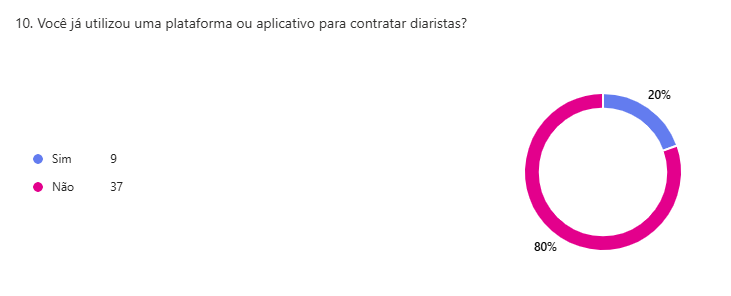 10. Você já utilizou uma plataforma ou aplicativo para contratar diaristas?
20%
Sim 9
Não 37
80%